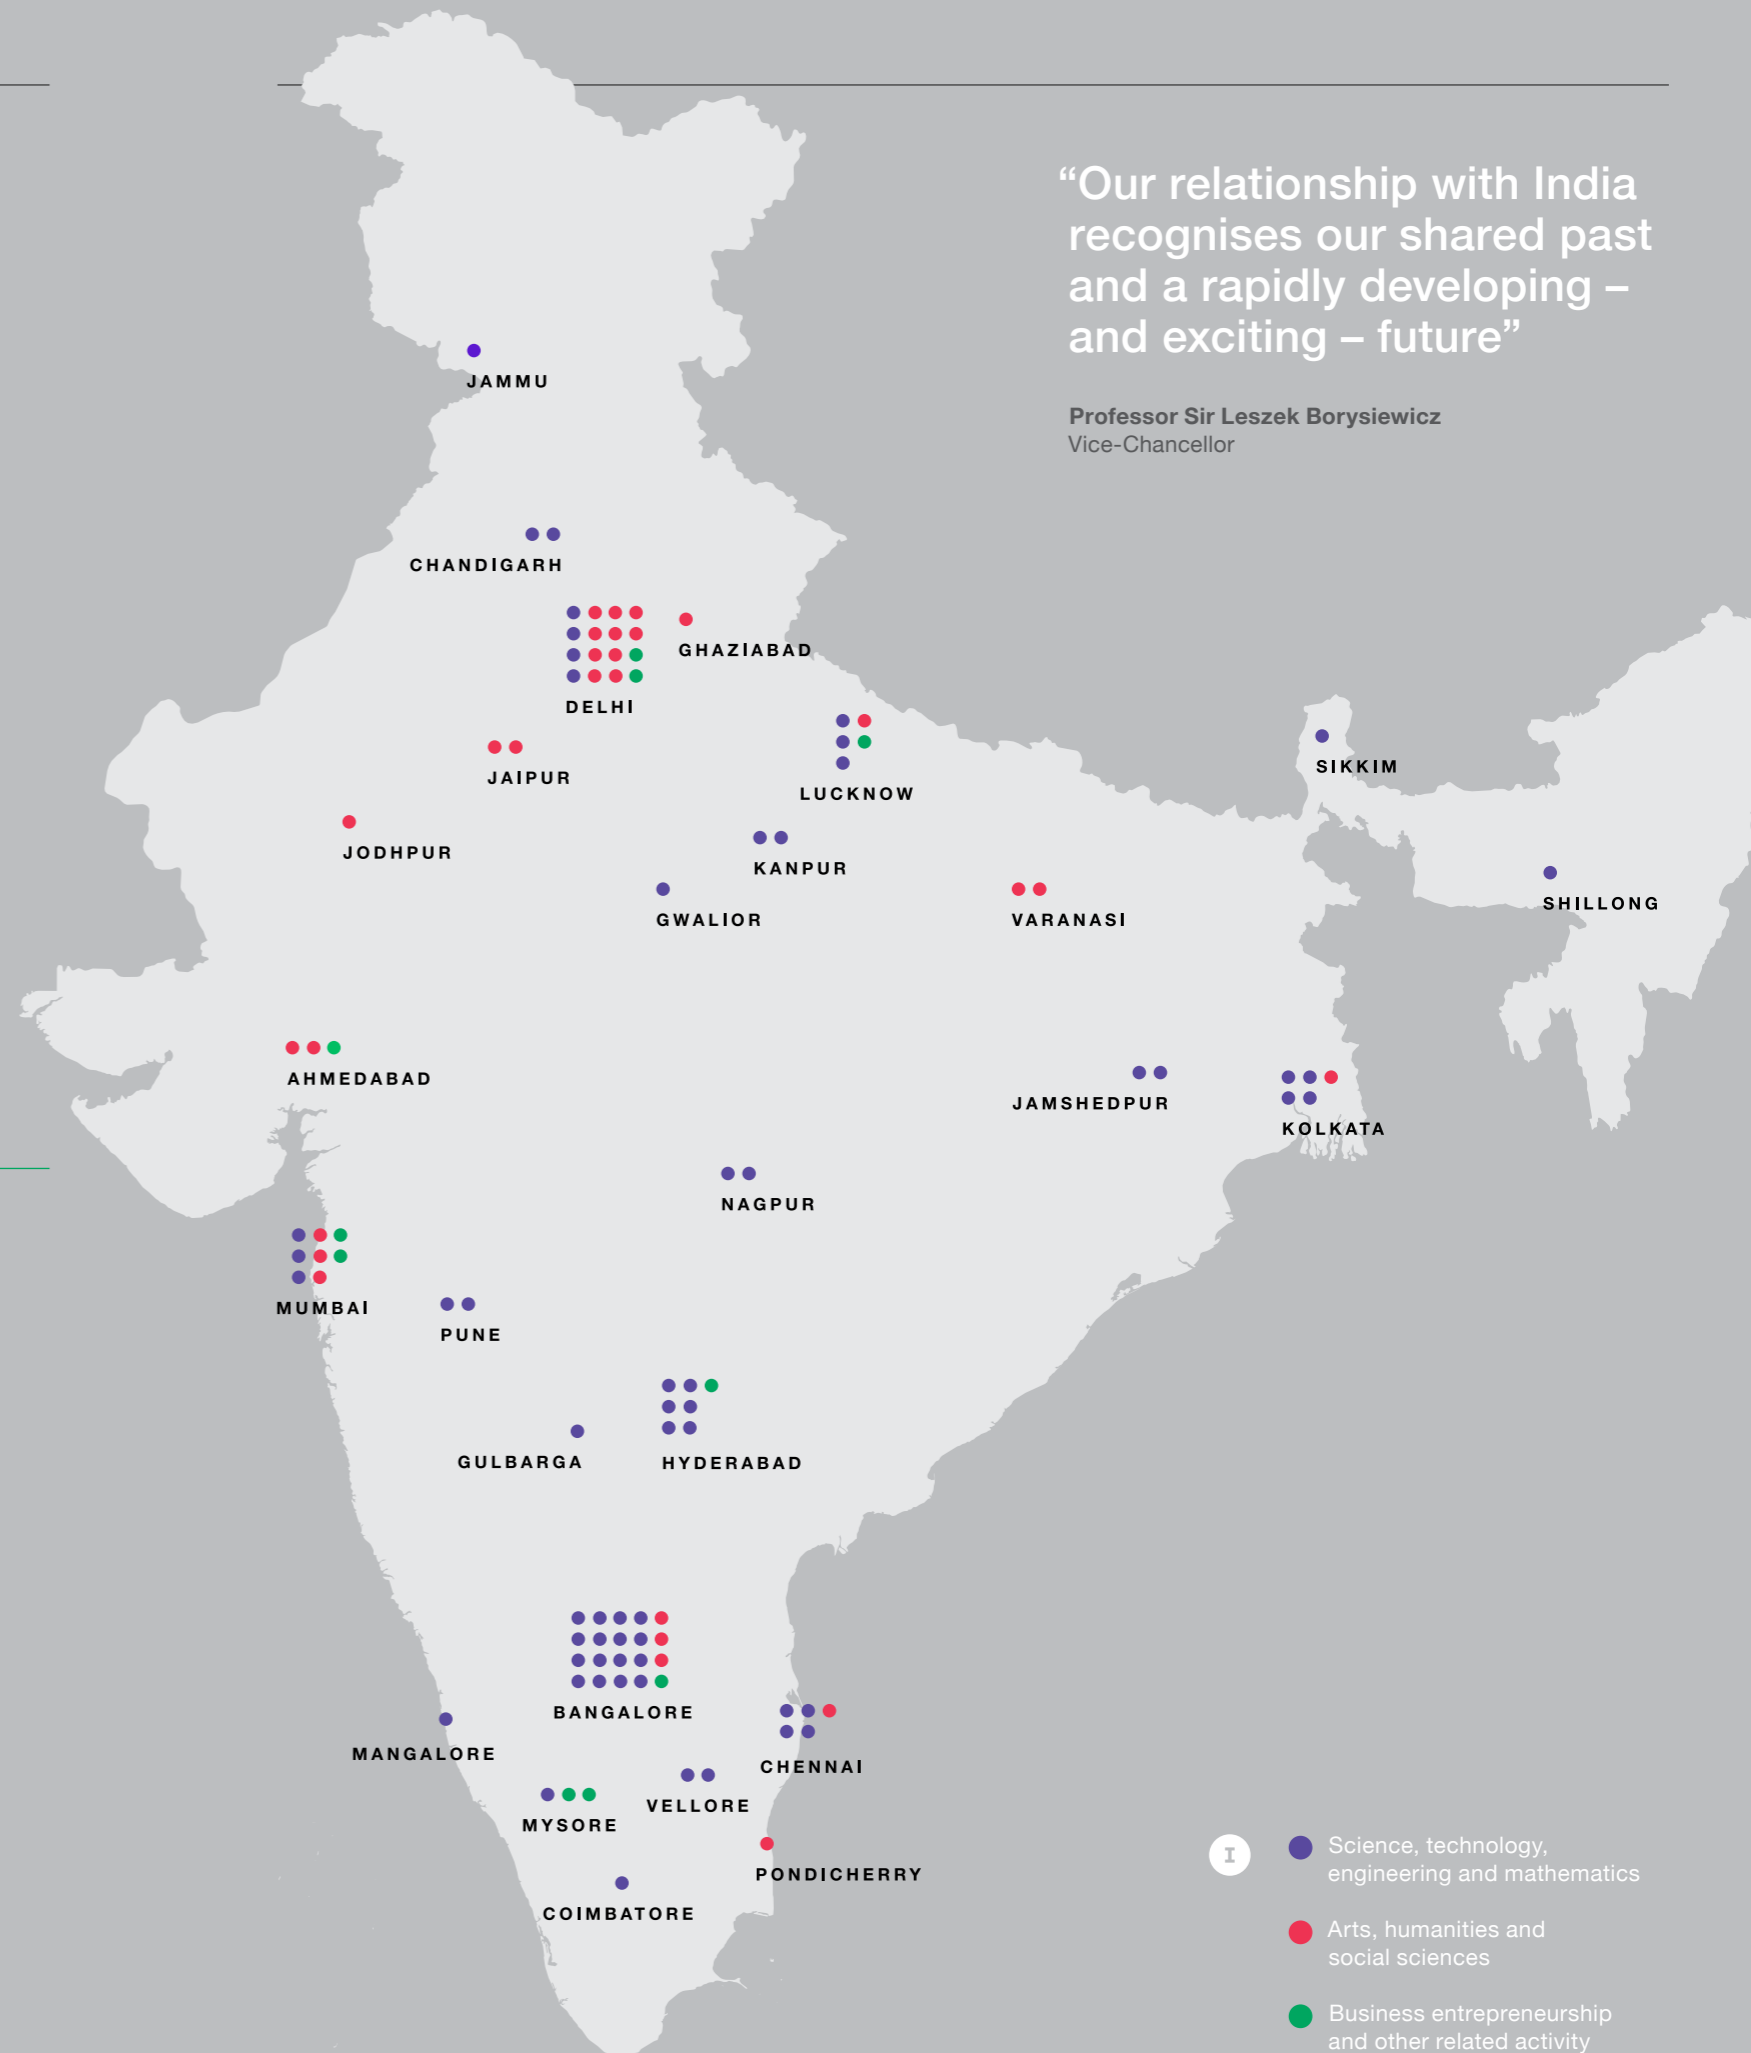 “Our relationship with India
recognises our shared past
and a rapidly developing –
and exciting – future”
Professor Sir Leszek Borysiewicz
Vice-Chancellor
JAMMU
CHANDIGARH
GHAZIABAD
DELHI
JAIPUR
LUCKNOW
SIKKIM
JODHPUR
KANPUR
GWALIOR
VARANASI
SHILLONG
AHMEDABAD
JAMSHEDPUR
KOLKATA
NAGPUR
MUMBAI
PUNE
GULBARGA
HYDERABAD
BANGALORE
MANGALORE
CHENNAI
VELLORE
MYSORE
PONDICHERRY
COIMBATORE
I
Science, technology,
engineering and mathematics
Arts, humanities and
social sciences
Business entrepreneurship
and other related activity